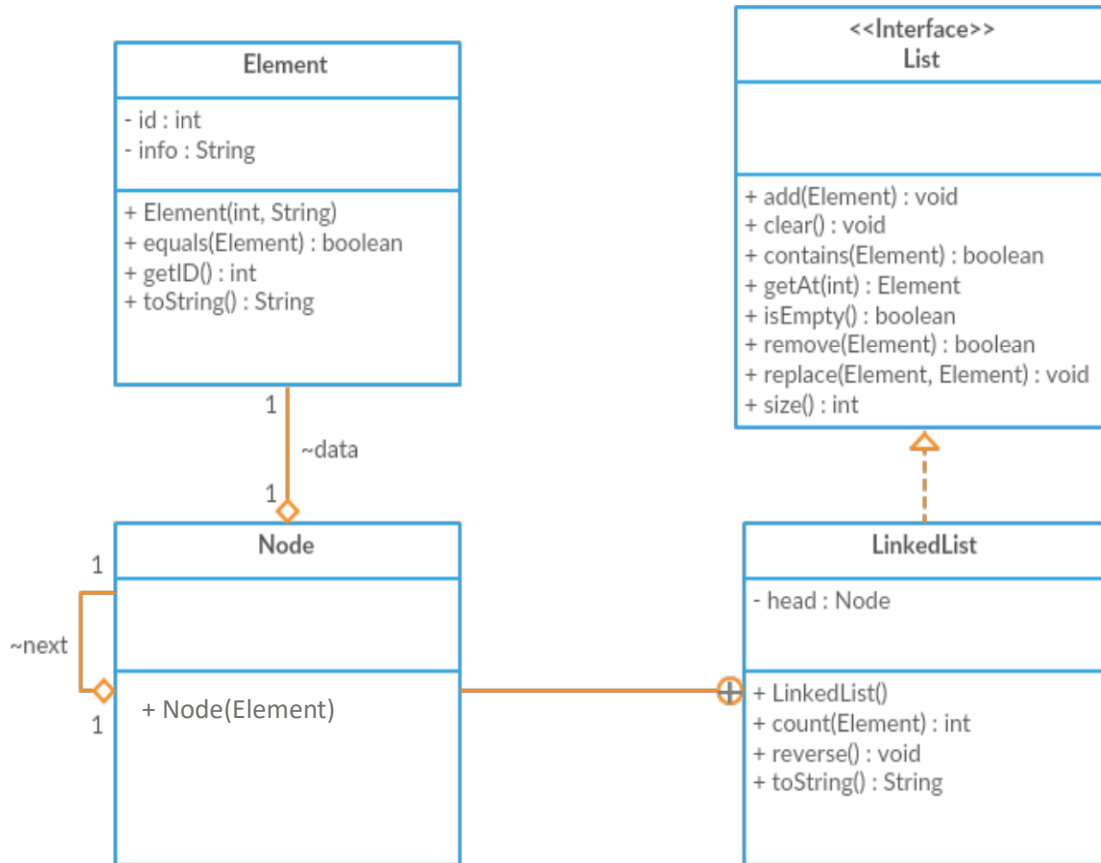 Element
- id : int
- info : String
+ Element(int, String)
+ equals(Element) : boolean
+ getID() : int
+ toString() : String
<<Interface>>
List
+ add(Element) : void
+ clear() : void
+ contains(Element) : boolean
+ getAt(int) : Element
+ isEmpty() : boolean
+ remove(Element) : boolean
+ replace(Element, Element) : void
+ size() : int
1
~data
1
Node
+ Node(Element)
1
~next
1
LinkedList
- head : Node
+ LinkedList()
+ count(Element) : int
+ reverse() : void
+ toString() : String